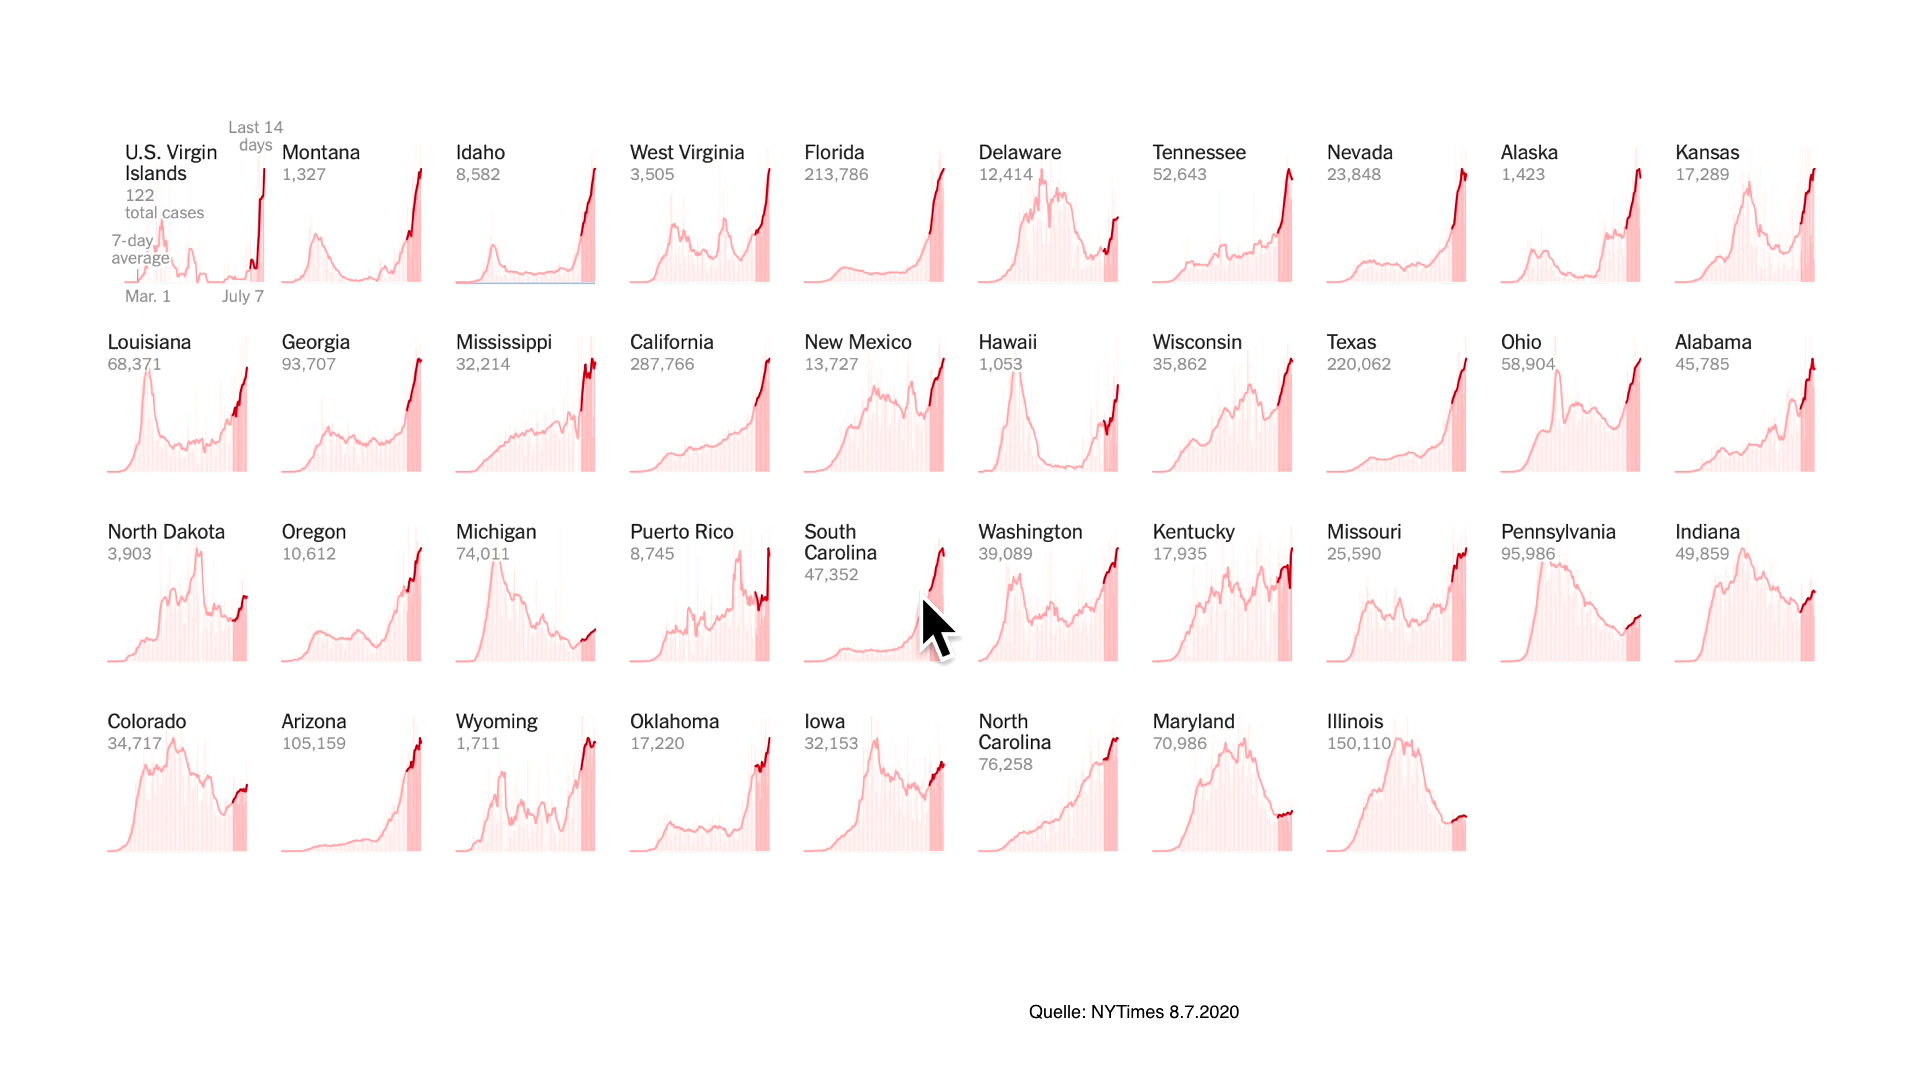 Last 14
days
U.S. Virgin
Islands
122
total cases
7-day
average
Mar. 1
July 7
Montana
1,327
Idaho
8,582
West Virginia
3,505
Florida
213,786
Delaware
12,414
Tennessee
52,643
Nevada
23,848
Alaska
1,423
Kansas
17,289
Louisiana
68,371
Georgia
93,707
Mississippi
32,214
California
287,766
New Mexico
13,727
Hawaii
1,053
Wisconsin
35,862
Texas
220,062
Ohio
58,904
Alabama
45,785
North Dakota
3,903
Oregon
10,612
Michigan
74,011
Puerto Rico
8,745
South
Carolina
47,352
Washington
39,089
Kentucky
17,935
Missouri
25,590
Pennsylvania
95,986
Indiana
49,859
Colorado
34,717
Arizona
105,159
Wyoming
1,711
Oklahoma
17,220
Iowa
32,153
North
Carolina
76,258
Maryland
70,986
Illinois
150,110
Quelle: NYTimes 8.7.2020